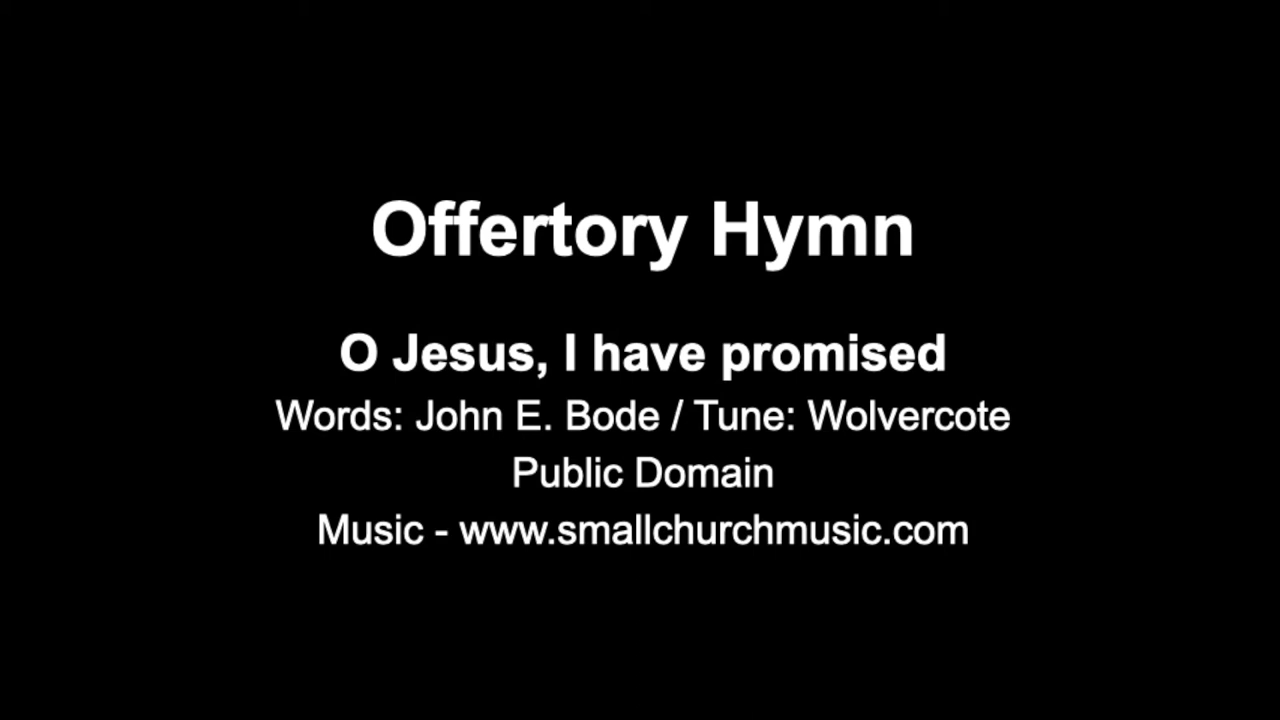 Offertory Hymn
O Jesus, I have promised
Words: John E. Bode / Tune: Wolvercote
Public Domain
Music - www.smallchurchmusic.com